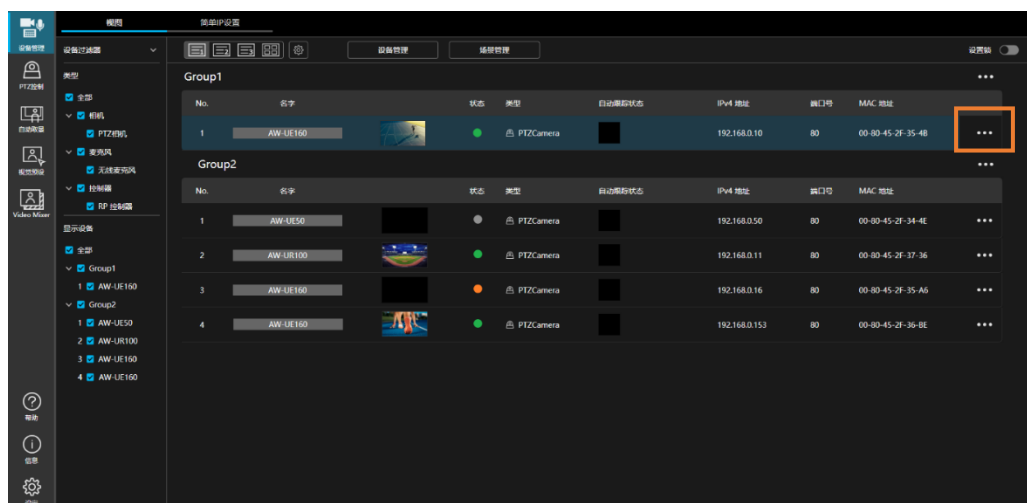 视图 简单IP设置
设备管理
设备过滤器
设备管理 场景管理
设置锁
PTZ控制
类型
Group1
全部
No. 名字 状态 类型 自动跟踪状态 IPv4 地址 端口号 MAC 地址
相机
自动取景
PTZ相机
1 AW-UE160 PTZCamera 192.168.0.10 80 00-80-45-2F-35-4B
麦克风
Group2
视觉预设
无线麦克风
控制器
No. 名字 状态 类型 自动跟踪状态 IPv4 地址 端口号 MAC 地址
RP 控制器
Video Mixer
1 AW-UE50 PTZCamera 192.168.0.50 80 00-80-45-2F-34-4E
显示设备
全部
2 AW-UR100 PTZCamera 192.168.0.11 80 00-80-45-2F-37-36
Group1
1 AW-UE160
3 AW-UE160 PTZCamera 192.168.0.16 80 00-80-45-2F-35-A6
Group2
1 AW-UE50
4 AW-UE160 PTZCamera 192.168.0.153 80 00-80-45-2F-36-BE
2 AW-UR100
3 AW-UE160
4 AW-UE160
帮助
信息